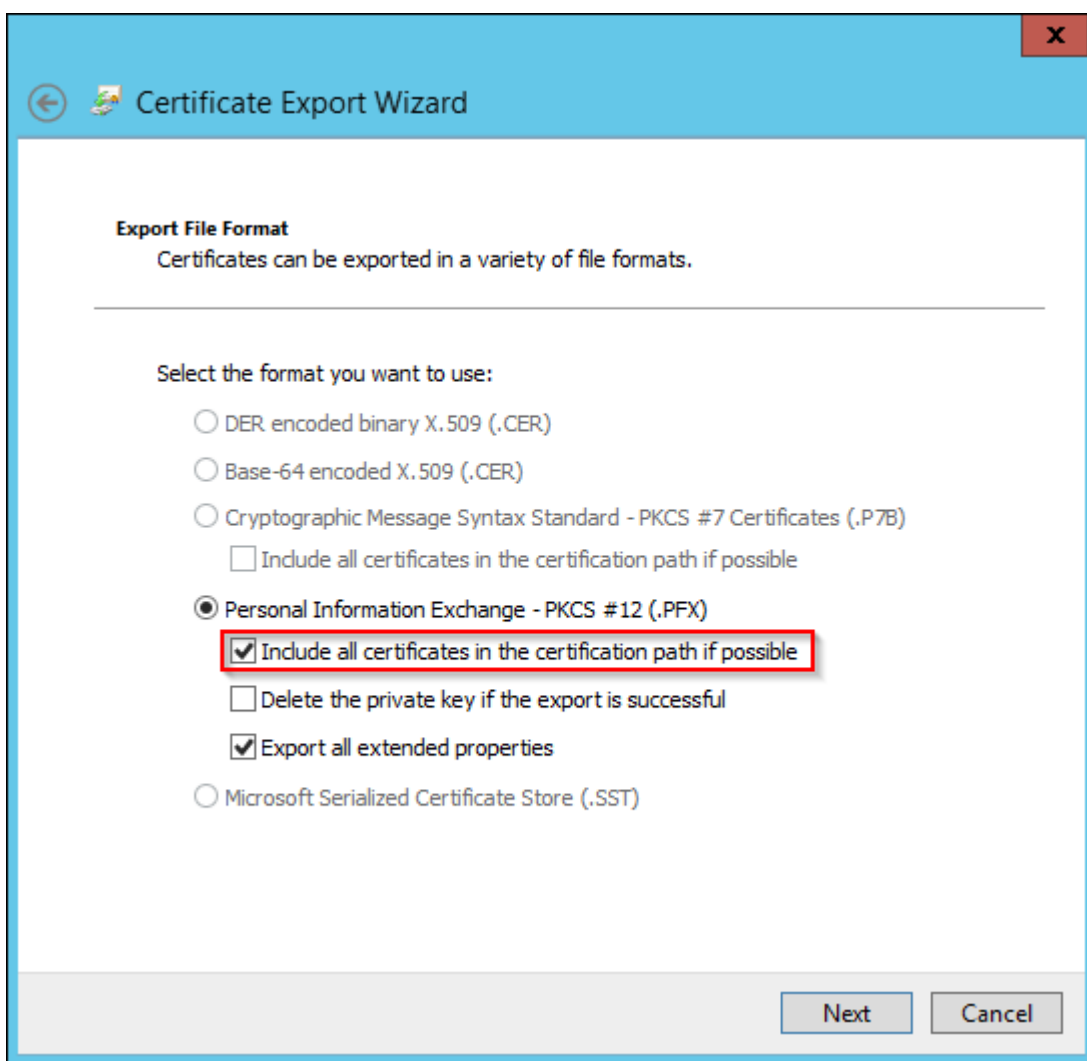 x
Certificate Export Wizard
Export File Format
Certificates can be exported in a variety of file formats.
Select the format you want to use:
DER encoded binary X.509 (.CER)
Base-64 encoded X.509 (.CER)
Cryptographic Message Syntax Standard - PKCS #7 Certificates (.P7B)
Include all certificates in the certification path if possible
Personal Information Exchange - PKCS #12 (.PFX)
Include all certificates in the certification path if possible
Delete the private key if the export is successful
Export all extended properties
Microsoft Serialized Certificate Store (.SST)
Next Cancel